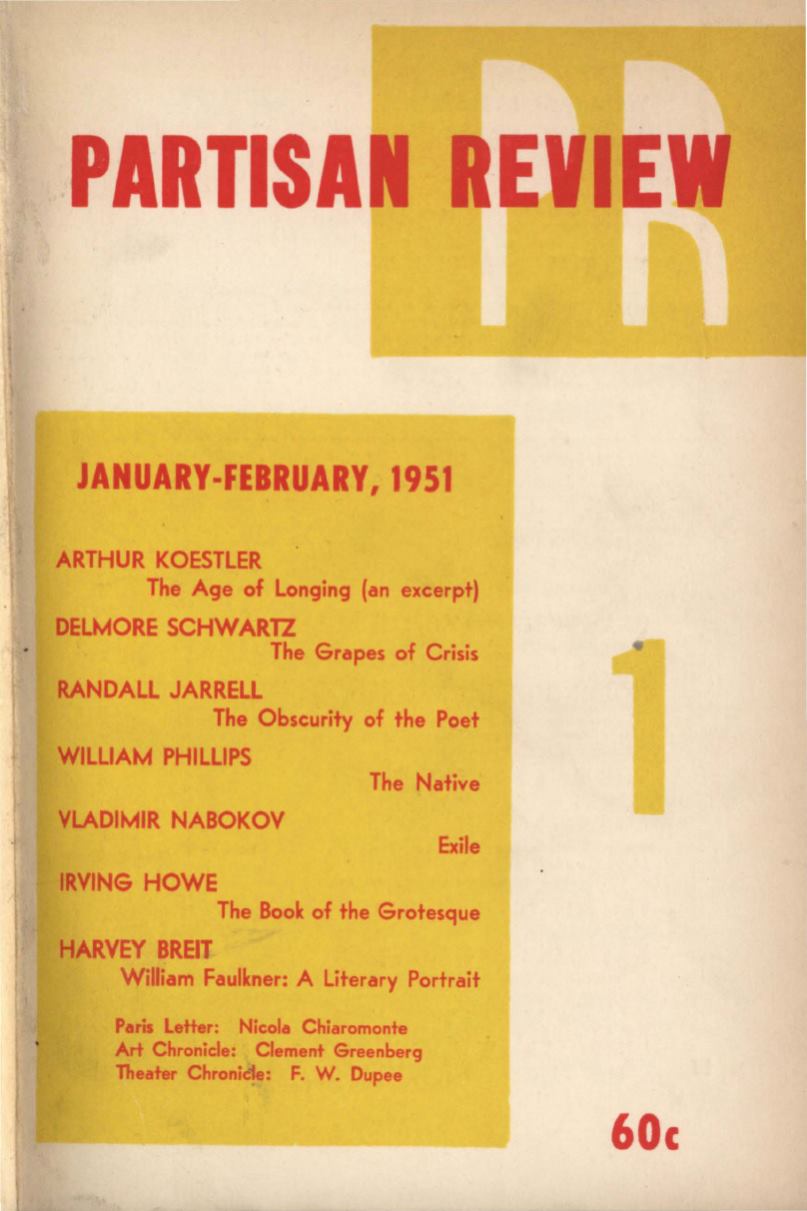 PR
PARTISAN REVIEW
JANUARY-FEBRUARY, 1951
ARTHUR KOESTLER
The Age of Longing (an excerpt)
DELMORE SCHWARTZ
The Grapes of Crisis
RANDALL JARRELL
The Obscurity of the Poet
WILLIAM PHILLIPS
The Native
VLADIMIR NABOKOV
Exile
IRVING HOWE
The Book of the Grotesque
HARVEY BREIT
William Faulkner: A Literary Portrait
Paris Letter: Nicola Chiaromonte
Art Chronicle: Clement Greenberg
Theater Chronicle: F. W. Dupee
1
60c